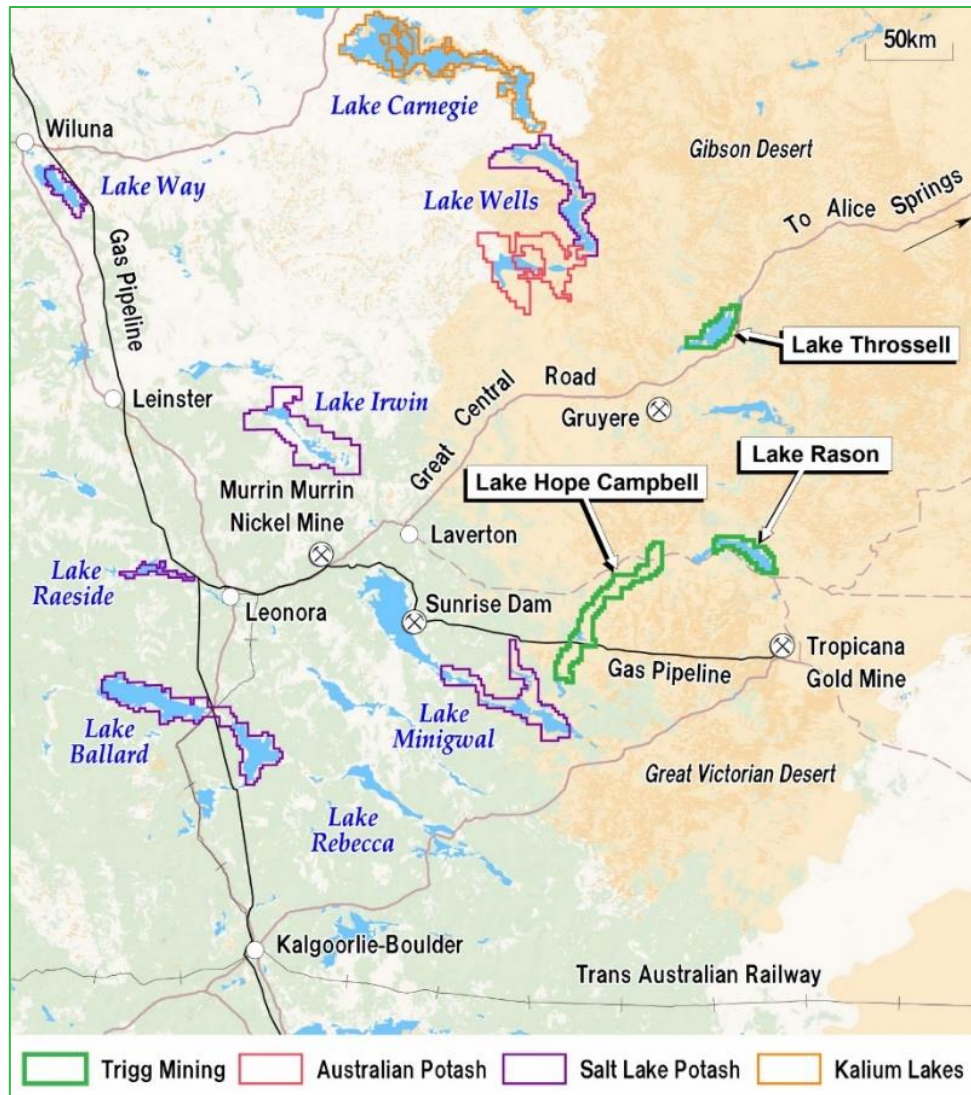 50km
Lake Carnegie
Wiluna
Gibson Desert
Lake Way
Lake Wells
To Alice Springs
Gas Pipeline
Lake Throssell
Leinster
Lake Irwin
Great Central Road
Gruyere
Lake Rason
Lake Hope Campbell
Murrin Murrin
Nickel Mine
Laverton
Lake
Raeside
Leonora
Sunrise Dam
Tropicana
Gold Mine
Gas Pipeline
Lake
Ballard
Lake
Minigwal
Great Victorian Desert
Lake
Rebecca
Kalgoorlie-Boulder
Trans Australian Railway
Trigg Mining
Australian Potash
Salt Lake Potash
Kalium Lakes